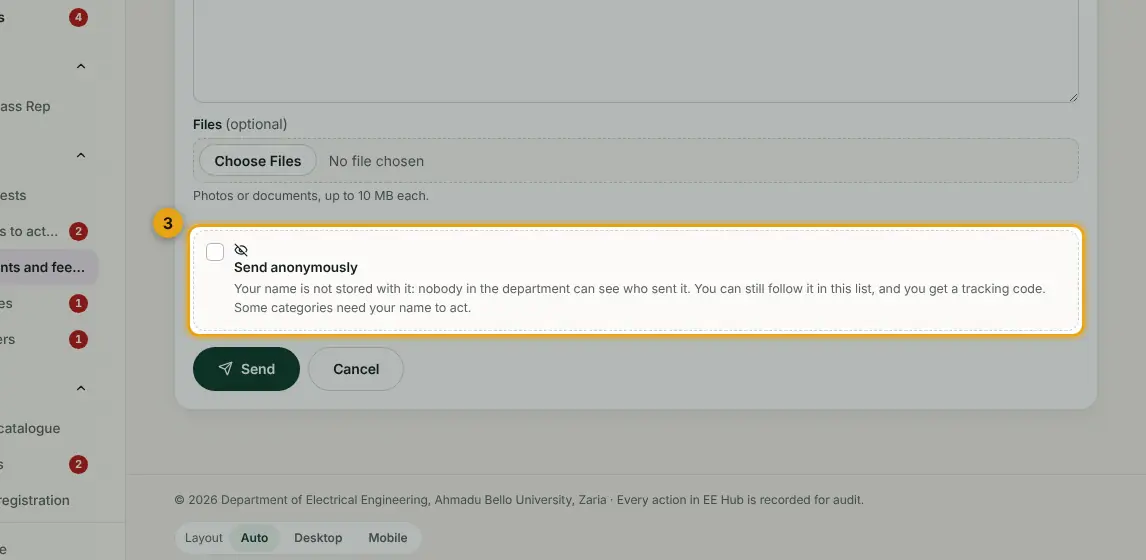 s
4
ass Rep
ests
s to act...
2
nts and fee...
es
1
ers
1
catalogue
s
2
registration
e
Files (optional)
Choose Files
No file chosen
Photos or documents, up to 10 MB each.
3
Send anonymously
Your name is not stored with it: nobody in the department can see who sent it. You can still follow it in this list, and you get a tracking code.
Some categories need your name to act.
Send
Cancel
© 2026 Department of Electrical Engineering, Ahmadu Bello University, Zaria · Every action in EE Hub is recorded for audit.
Layout
Auto
Desktop
Mobile